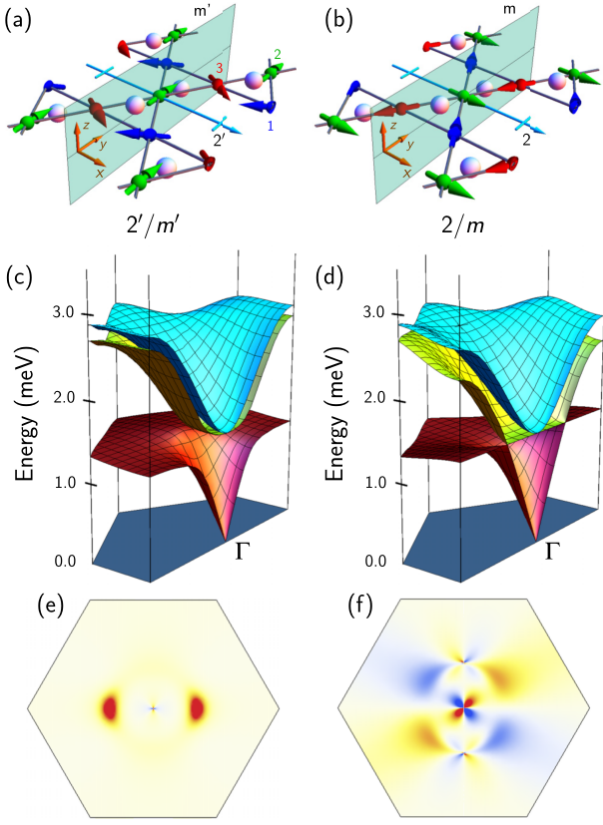 (a)
m'
2
3
1
z
y
x
2'
2'/m'
(b)
m
z
y
x
2
2/m
(c)
3.0
2.0
1.0
0.0
Energy (meV)
Γ
(d)
3.0
2.0
1.0
0.0
Energy (meV)
Γ
(e)
(f)